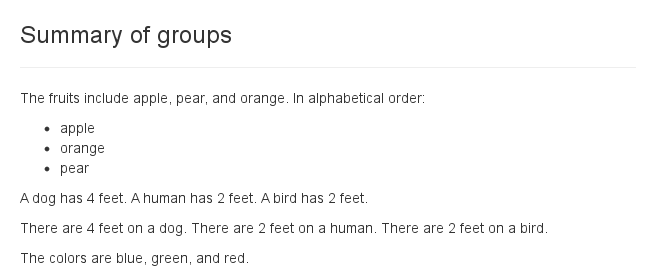 Summary of groups
The fruits include apple, pear, and orange. In alphabetical order:
• apple
• orange
• pear
A dog has 4 feet. A human has 2 feet. A bird has 2 feet.
There are 4 feet on a dog. There are 2 feet on a human. There are 2 feet on a bird.
The colors are blue, green, and red.